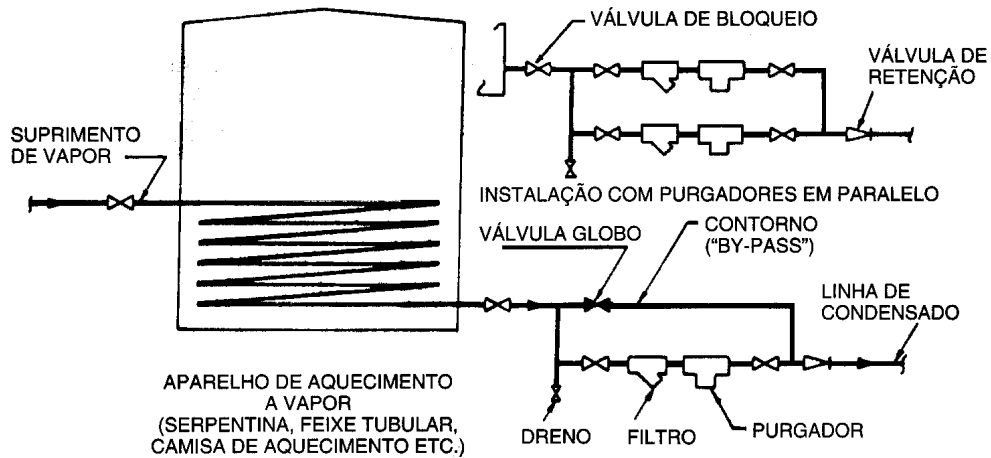 VÁLVULA DE BLOQUEIO
VÁLVULA DE
RETENÇÃO
SUPRIMENTO
DE VAPOR
INSTALAÇÃO COM PURGADORES EM PARALELO
VÁLVULA GLOBO
CONTORNO
("BY-PASS")
LINHA DE
CONDENSADO
APARELHO DE AQUECIMENTO
A VAPOR
(SERPENTINA, FEIXE TUBULAR,
CAMISA DE AQUECIMENTO ETC.)
DRENO
FILTRO
PURGADOR